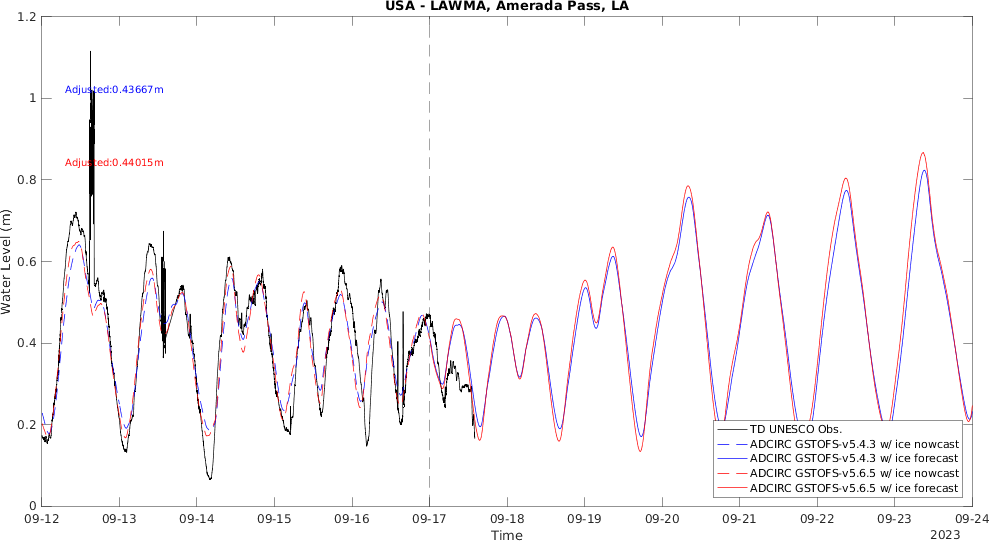 USA - LAWMA, Amerada Pass, LA
1.2
1
0.8
0.6
0.4
0.2
0
Water Level (m)
Adjusted:0.43667m
Adjusted:0.44015m
TD UNESCO Obs.
ADCIRC GSTOFS-v5.4.3 w/ ice nowcast
ADCIRC GSTOFS-v5.4.3 w/ ice forecast
ADCIRC GSTOFS-v5.6.5 w/ ice nowcast
ADCIRC GSTOFS-v5.6.5 w/ ice forecast
09-12 09-13 09-14 09-15 09-16 09-17 09-18 09-19 09-20 09-21 09-22 09-23 09-24
Time
2023